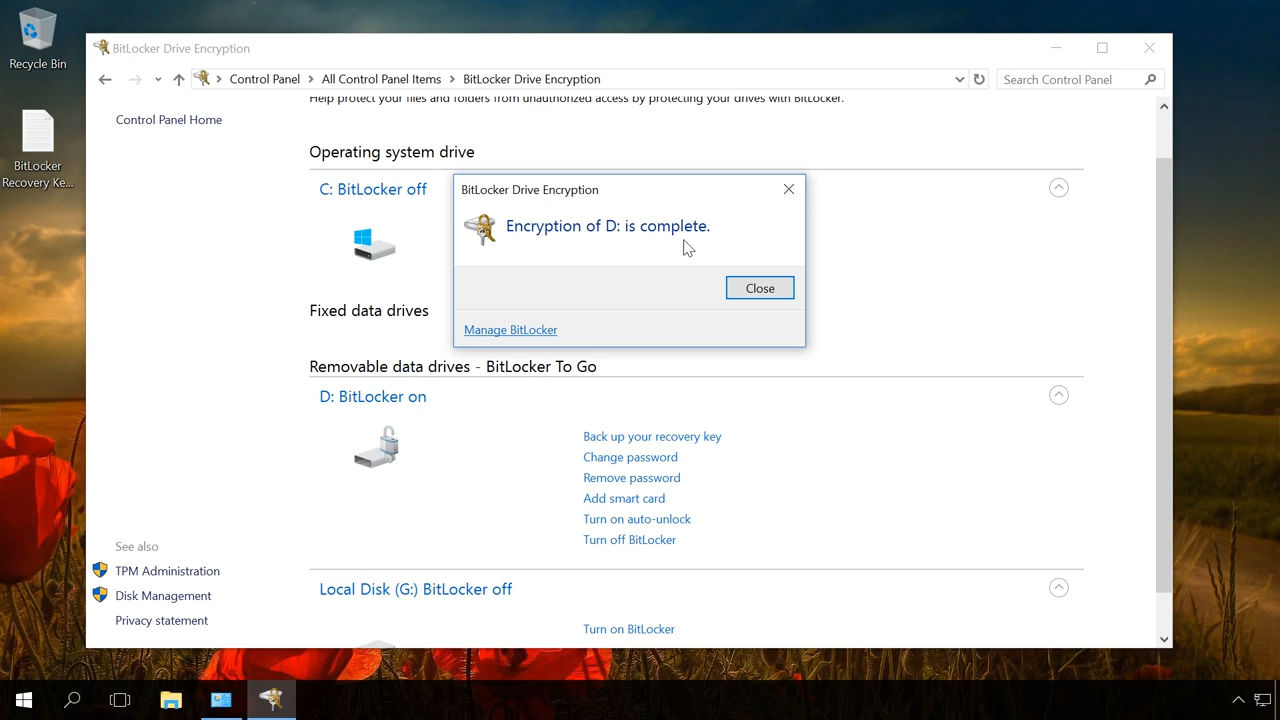 Recycle Bin
BitLocker
Recovery Ke...
BitLocker Drive Encryption
Control Panel
All Control Panel Items
BitLocker Drive Encryption
Search Control Panel
Control Panel Home
Help protect your files and folders from unauthorized access by protecting your drives with BitLocker.
Operating system drive
C: BitLocker off
BitLocker Drive Encryption
Encryption of D: is complete.
Close
Manage BitLocker
Fixed data drives
Removable data drives - BitLocker To Go
D: BitLocker on
Back up your recovery key
Change password
Remove password
Add smart card
Turn on auto-unlock
Turn off BitLocker
Local Disk (G:) BitLocker off
Turn on BitLocker
See also
TPM Administration
Disk Management
Privacy statement